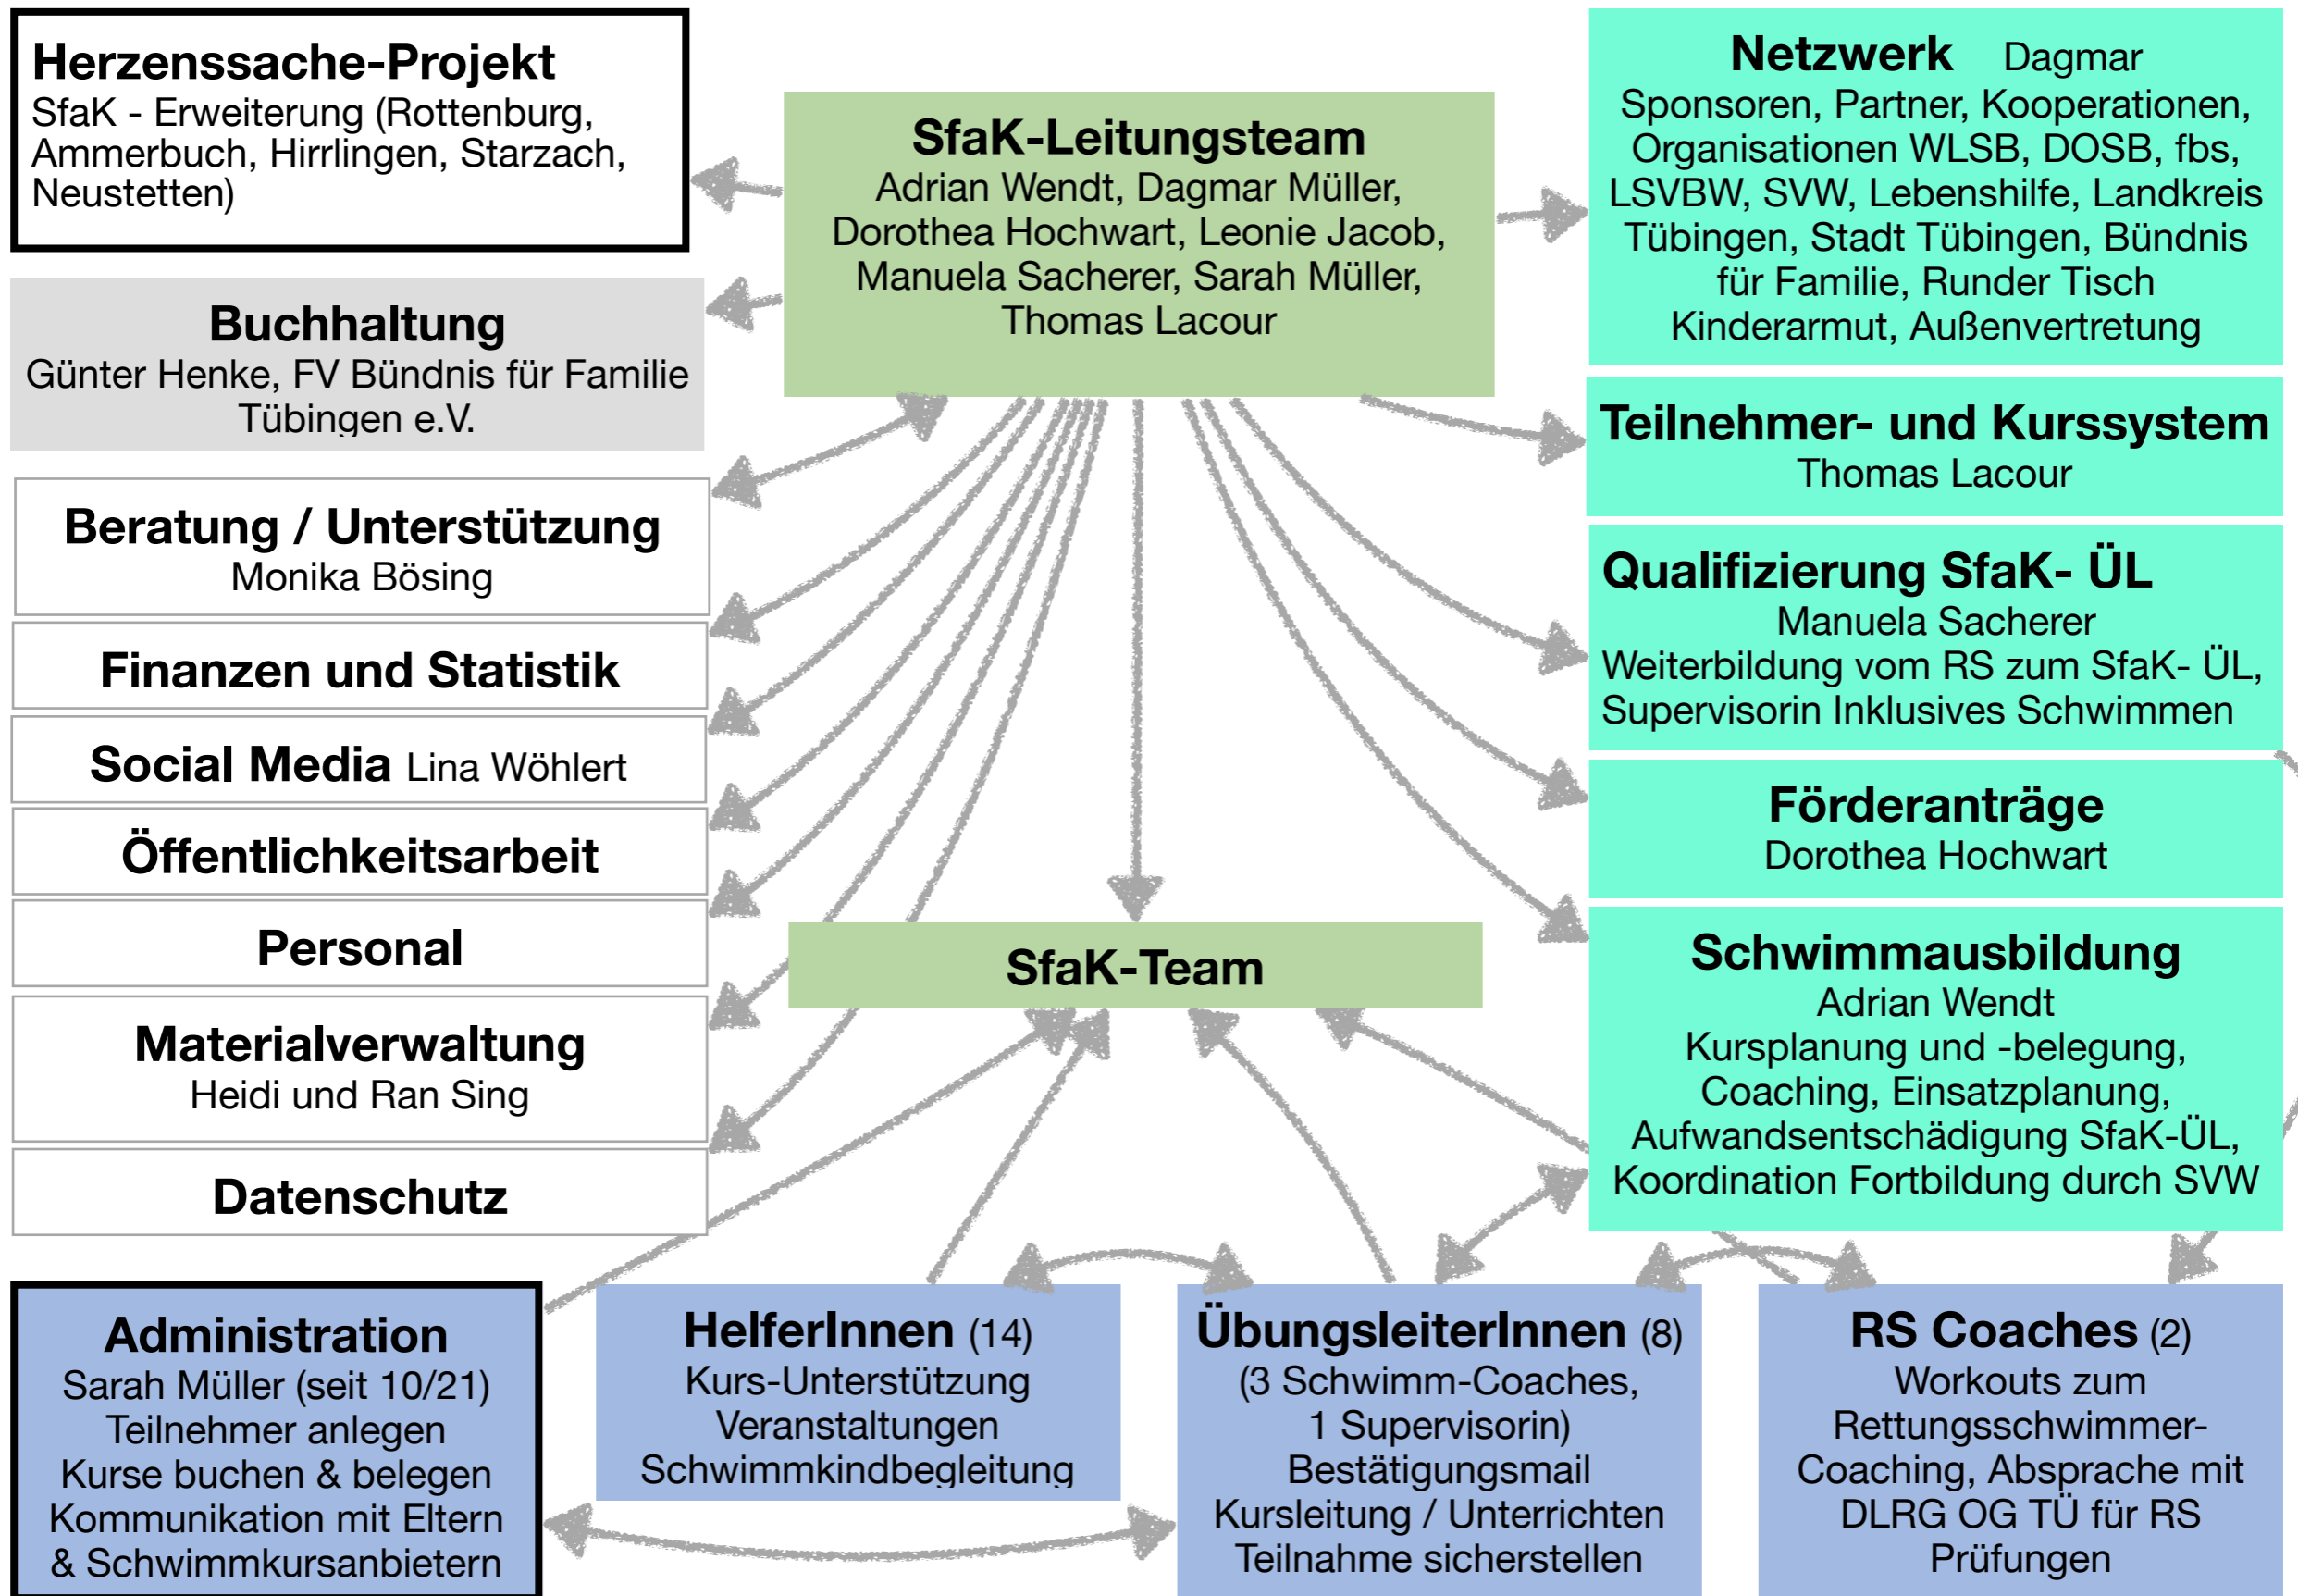 Herzenssache-Projekt
SfaK - Erweiterung (Rottenburg,
Ammerbuch, Hirrlingen, Starzach,
Neustetten)
Buchhaltung
Günter Henke, FV Bündnis für Familie
Tübingen e.V.
Beratung / Unterstützung
Monika Bösing
Finanzen und Statistik
Social Media Lina Wöhlert
Öffentlichkeitsarbeit
Personal
Materialverwaltung
Heidi und Ran Sing
Datenschutz
SfaK-Leitungsteam
Adrian Wendt, Dagmar Müller,
Dorothea Hochwart, Leonie Jacob,
Manuela Sacherer, Sarah Müller,
Thomas Lacour
SfaK-Team
Netzwerk Dagmar
Sponsoren, Partner, Kooperationen,
Organisationen WLSB, DOSB, fbs,
LSVBW, SVW, Lebenshilfe, Landkreis
Tübingen, Stadt Tübingen, Bündnis
für Familie, Runder Tisch
Kinderarmut, Außenvertretung
Teilnehmer- und Kurssystem
Thomas Lacour
Qualifizierung SfaK- ÜL
Manuela Sacherer
Weiterbildung vom RS zum SfaK- ÜL,
Supervisorin Inklusives Schwimmen
Förderanträge
Dorothea Hochwart
Schwimmausbildung
Adrian Wendt
Kursplanung und -belegung,
Coaching, Einsatzplanung,
Aufwandsentschädigung SfaK-ÜL,
Koordination Fortbildung durch SVW
Administration
Sarah Müller (seit 10/21)
Teilnehmer anlegen
Kurse buchen & belegen
Kommunikation mit Eltern
& Schwimmkursanbietern
HelferInnen (14)
Kurs-Unterstützung
Veranstaltungen
Schwimmkindbegleitung
ÜbungsleiterInnen (8)
(3 Schwimm-Coaches,
1 Supervisorin)
Bestätigungsmail
Kursleitung / Unterrichten
Teilnahme sicherstellen
RS Coaches (2)
Workouts zum
Rettungsschwimmer-
Coaching, Absprache mit
DLRG OG TÜ für RS
Prüfungen